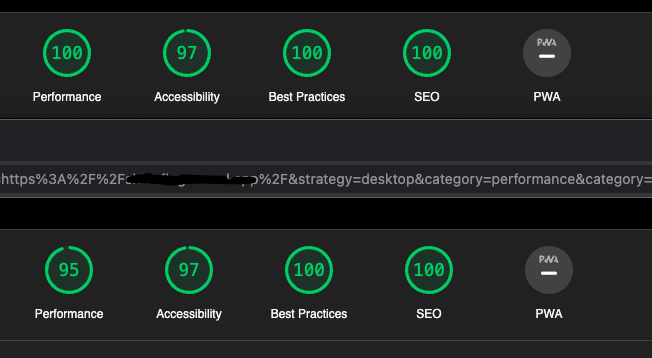 100 97 100 100 PWA
Performance Accessibility Best Practices SEO PWA
https%3A%2F%2F app%2F&strategy=desktop&category=performance&category=
95 97 100 100 PWA
Performance Accessibility Best Practices SEO PWA